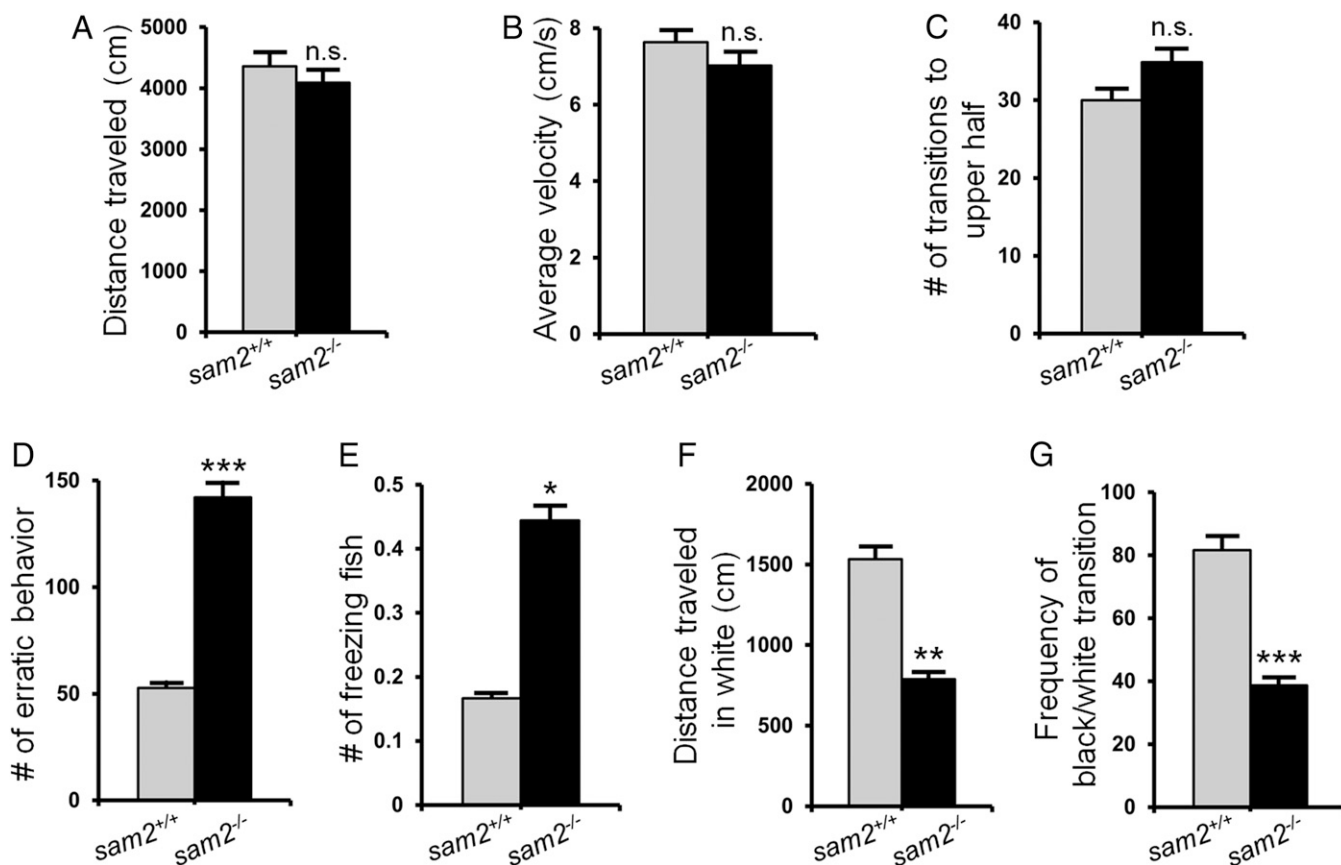 A
Distance traveled (cm)
5000
4000
3000
2000
1000
0
n.s.
sam2+/+
sam2-/-
B
Average velocity (cm/s)
8
6
4
2
0
n.s.
sam2+/+
sam2-/-
C
# of transitions to
upper half
40
30
20
10
0
n.s.
sam2+/+
sam2-/-
D
# of erratic behavior
150
100
50
0
***
sam2+/+
sam2-/-
E
# of freezing fish
0.5
0.4
0.3
0.2
0.1
0
*
sam2+/+
sam2-/-
F
Distance traveled
in white (cm)
2000
1500
1000
500
0
**
sam2+/+
sam2-/-
G
Frequency of
black/white transition
100
80
60
40
20
0
***
sam2+/+
sam2-/-